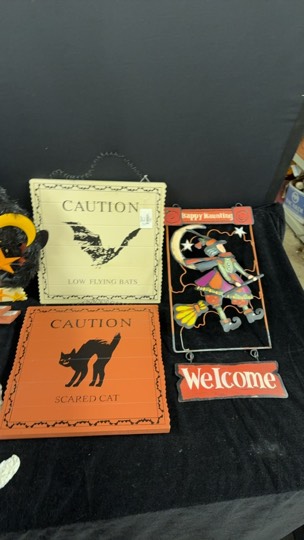 CAUTION
LOW FLYING BATS
CAUTION
SCARED CAT
Happy Haunting
Welcome